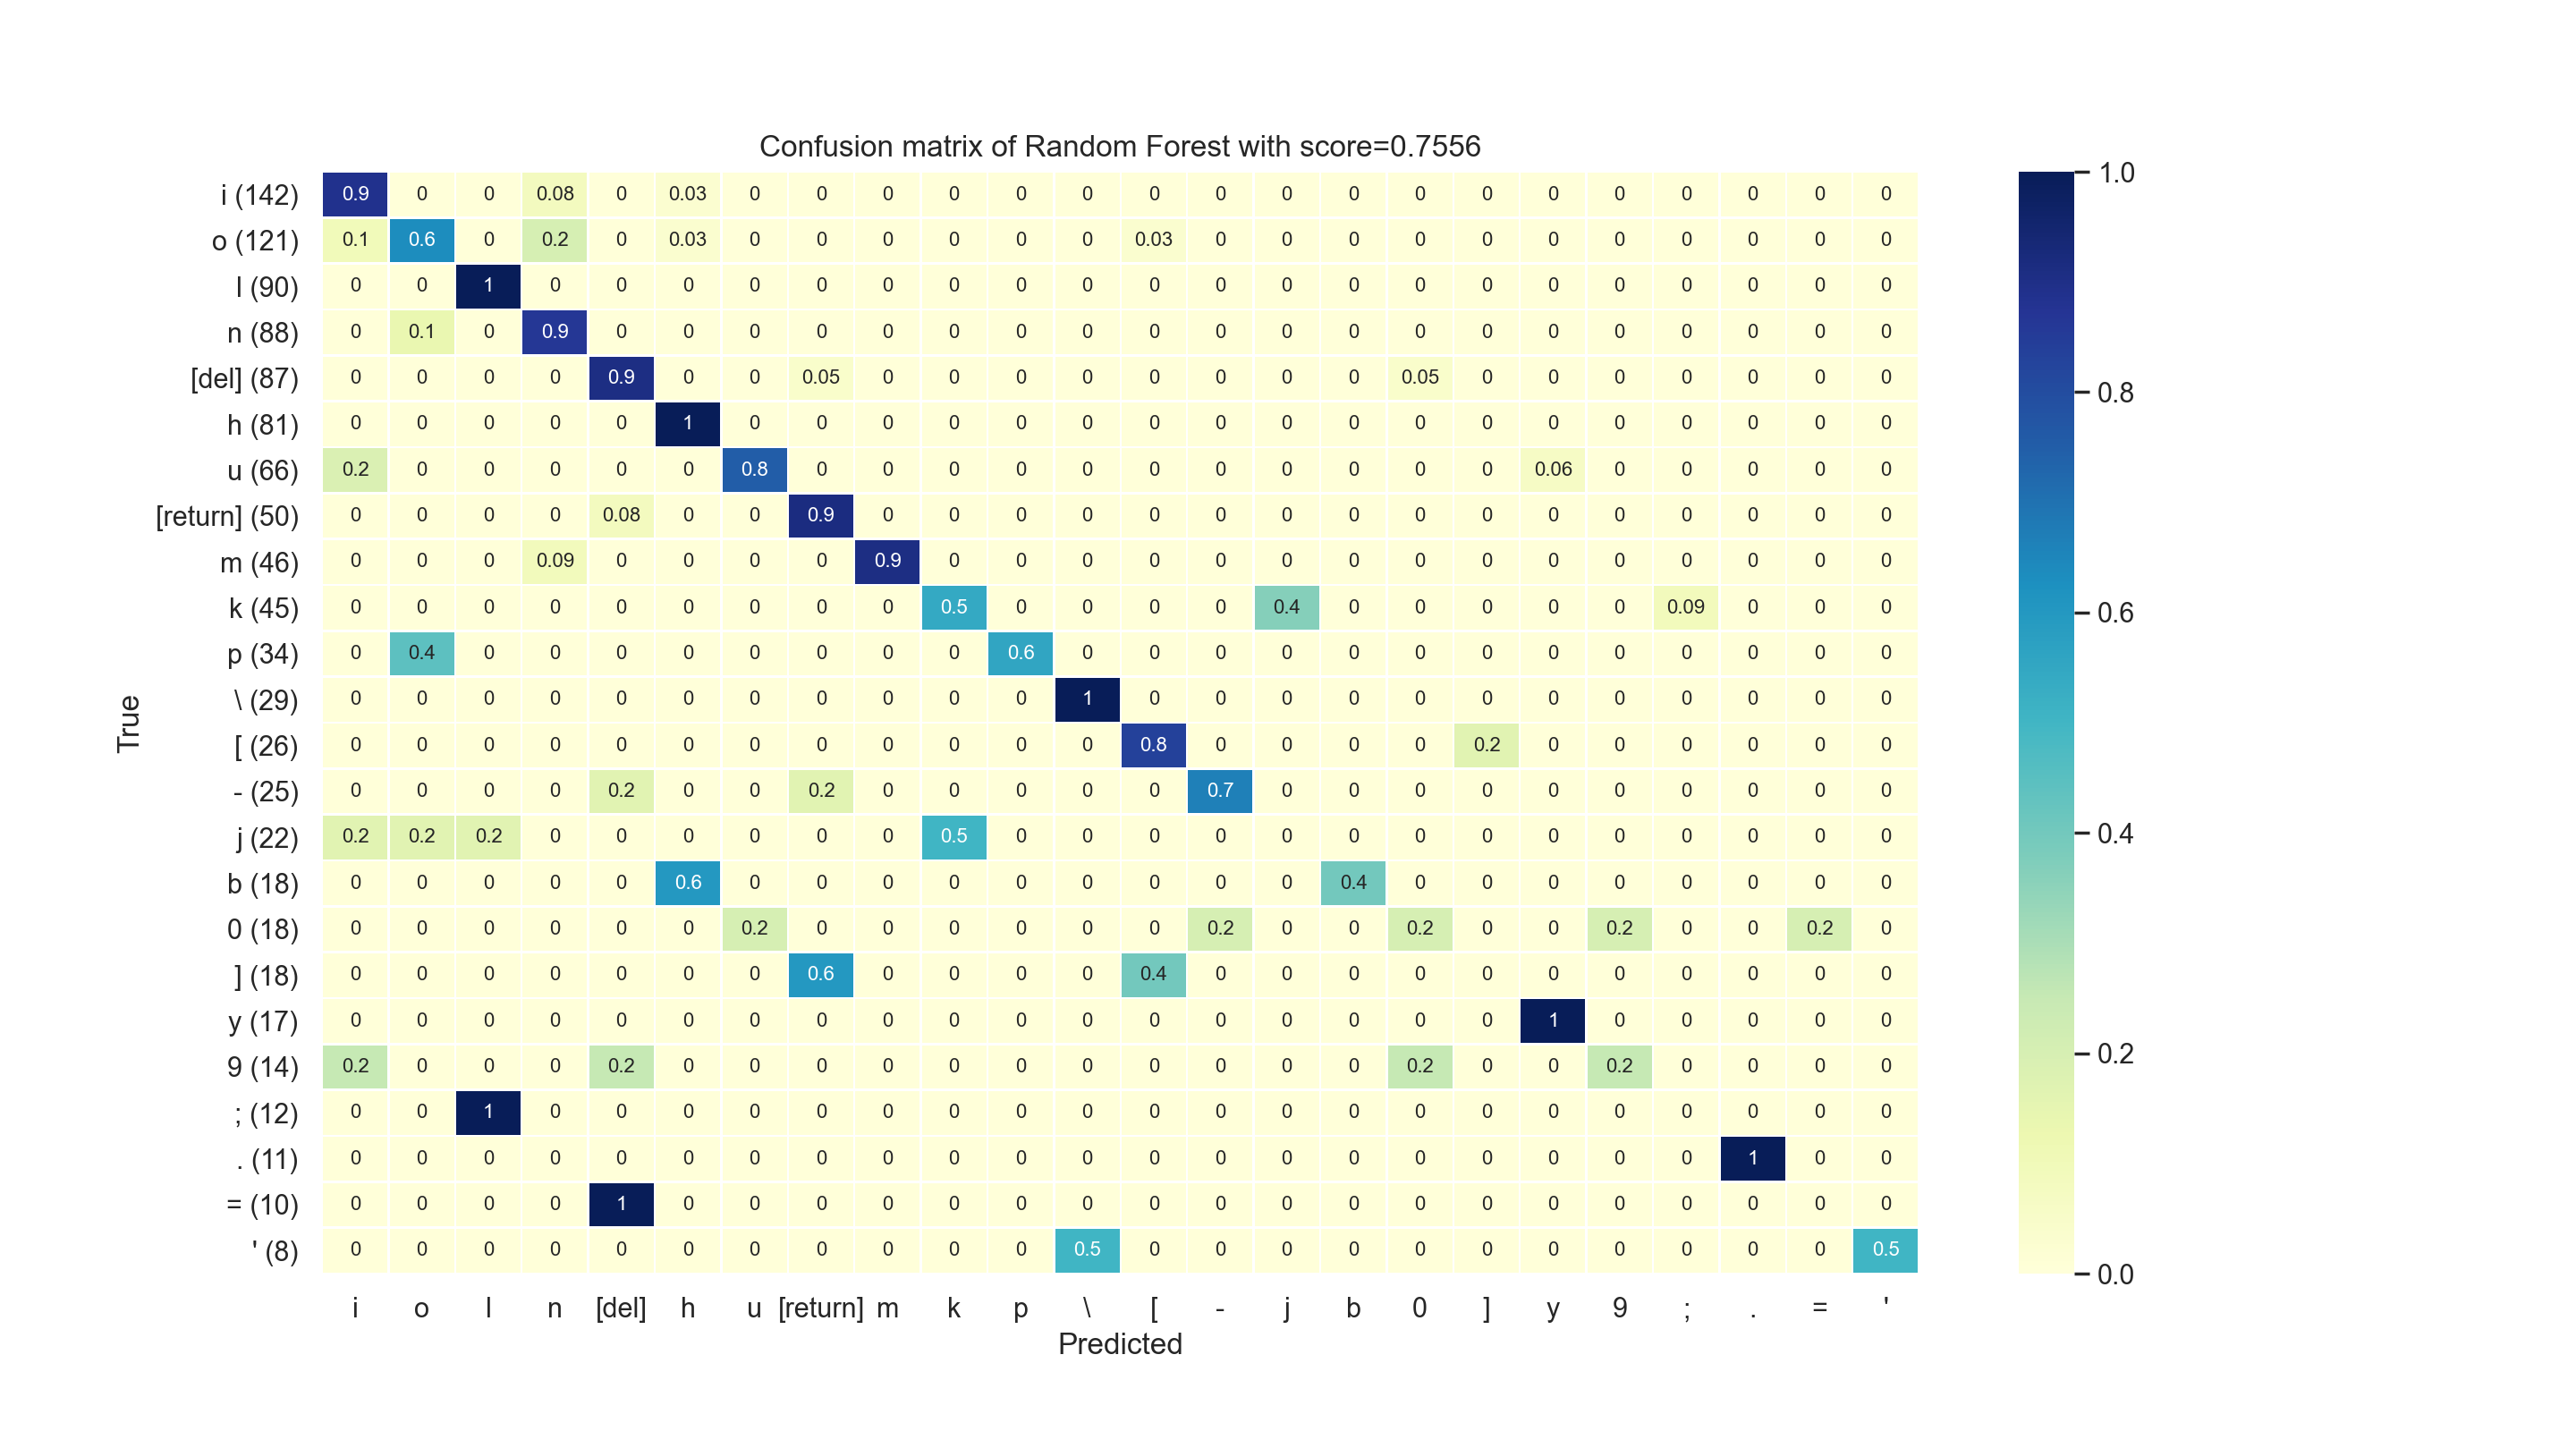 Confusion matrix of Random Forest with score=0.7556
i (142) 0.9 0 0 0.08 0 0.03 0 0 0 0 0 0 0 0 0 0 0 0 0 0 0 0 0 0
o (121) 0.1 0.6 0 0.2 0 0.03 0 0 0 0 0 0 0.03 0 0 0 0 0 0 0 0 0 0 0
l (90) 0 0 1 0 0 0 0 0 0 0 0 0 0 0 0 0 0 0 0 0 0 0 0 0
n (88) 0 0.1 0 0.9 0 0 0 0 0 0 0 0 0 0 0 0 0 0 0 0 0 0 0 0
[del] (87) 0 0 0 0 0.9 0 0 0.05 0 0 0 0 0 0 0 0 0.05 0 0 0 0 0 0 0
h (81) 0 0 0 0 0 1 0 0 0 0 0 0 0 0 0 0 0 0 0 0 0 0 0 0
u (66) 0.2 0 0 0 0 0 0.8 0 0 0 0 0 0 0 0 0 0 0 0.06 0 0 0 0 0
[return] (50) 0 0 0 0 0.08 0 0 0.9 0 0 0 0 0 0 0 0 0 0 0 0 0 0 0 0
m (46) 0 0 0 0.09 0 0 0 0 0.9 0 0 0 0 0 0 0 0 0 0 0 0 0 0 0
k (45) 0 0 0 0 0 0 0 0 0 0.5 0 0 0 0 0.4 0 0 0 0 0 0.09 0 0 0
p (34) 0 0.4 0 0 0 0 0 0 0 0 0.6 0 0 0 0 0 0 0 0 0 0 0 0 0
\ (29) 0 0 0 0 0 0 0 0 0 0 0 1 0 0 0 0 0 0 0 0 0 0 0 0
[ (26) 0 0 0 0 0 0 0 0 0 0 0 0 0.8 0 0 0 0 0.2 0 0 0 0 0 0
- (25) 0 0 0 0 0.2 0 0 0.2 0 0 0 0 0 0.7 0 0 0 0 0 0 0 0 0 0
j (22) 0.2 0.2 0.2 0 0 0 0 0 0 0.5 0 0 0 0 0 0 0 0 0 0 0 0 0 0
b (18) 0 0 0 0 0 0.6 0 0 0 0 0 0 0 0 0 0.4 0 0 0 0 0 0 0 0
0 (18) 0 0 0 0 0 0 0.2 0 0 0 0 0 0 0.2 0 0 0.2 0 0 0.2 0 0 0.2 0
] (18) 0 0 0 0 0 0 0 0.6 0 0 0 0 0.4 0 0 0 0 0 0 0 0 0 0 0
y (17) 0 0 0 0 0 0 0 0 0 0 0 0 0 0 0 0 0 0 1 0 0 0 0 0
9 (14) 0.2 0 0 0 0.2 0 0 0 0 0 0 0 0 0 0 0 0.2 0 0 0.2 0 0 0 0
; (12) 0 0 1 0 0 0 0 0 0 0 0 0 0 0 0 0 0 0 0 0 0 0 0 0
. (11) 0 0 0 0 0 0 0 0 0 0 0 0 0 0 0 0 0 0 0 0 0 1 0 0
= (10) 0 0 0 0 1 0 0 0 0 0 0 0 0 0 0 0 0 0 0 0 0 0 0 0
' (8) 0 0 0 0 0 0 0 0 0 0 0 0.5 0 0 0 0 0 0 0 0 0 0 0 0.5
i o l n [del] h u [return] m k p \ [ - j b 0 ] y 9 ; . = '
Predicted
True
1.0
0.8
0.6
0.4
0.2
0.0